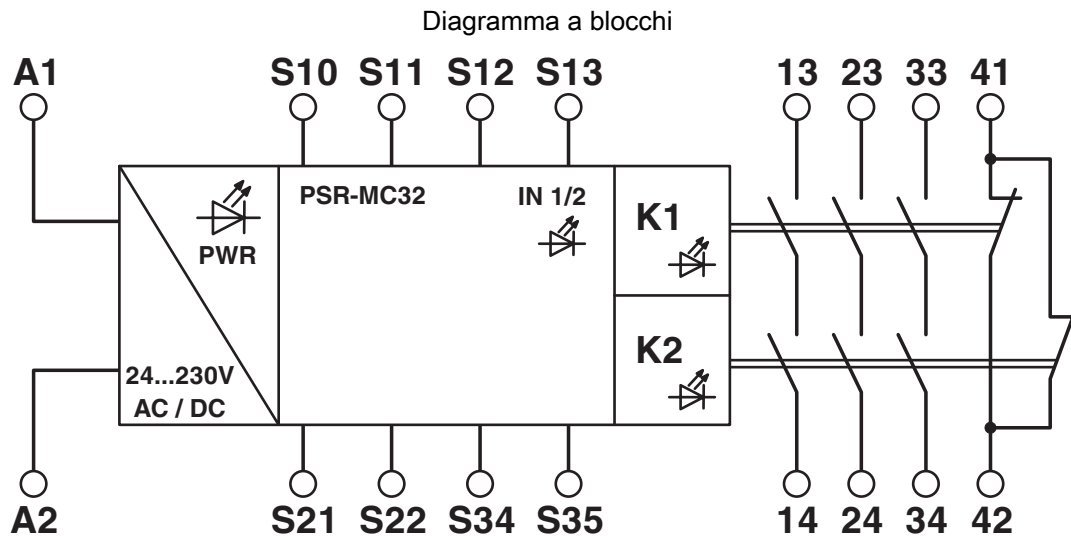 Diagramma a blocchi
A1 S10 S11 S12 S13 13 23 33 41
PSR-MC32 IN 1/2
K1
PWR
K2
24...230V
AC / DC
A2 S21 S22 S34 S35 14 24 34 42